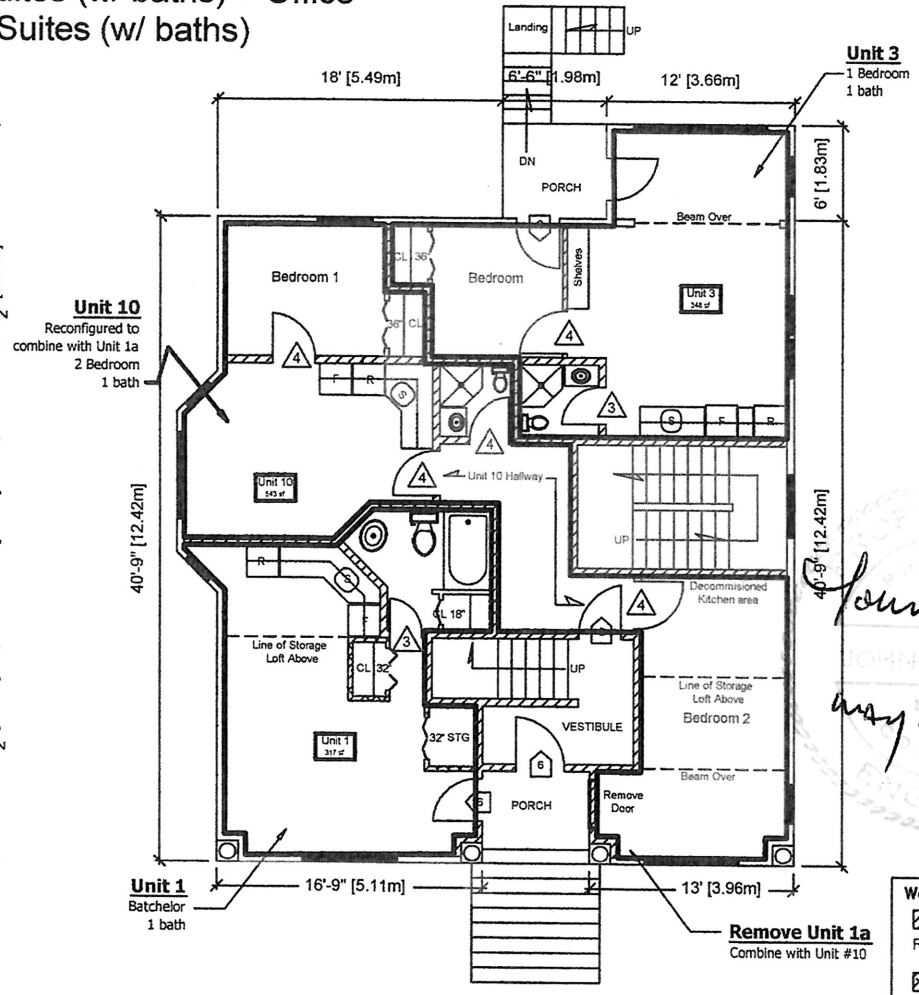 Suites (w/ baths)
18' [5.49m]
6'-6" [1.98m]
12' [3.66m]
Landing
UP
DN
PORCH
Unit 3
1 Bedroom
1 bath
6' [1.83m]
Beam Over
Bedroom 1
CL 36"
Bedroom
Shelves
Unit 3
348 sf
36" CL
Unit 10
Reconfigured to
combine with Unit 1a
2 Bedroom
1 bath
4
4
F R
S
3
S F R
4
4
Unit 10 Hallway
Unit 10
543 sf
UP
40'-9" [12.42m]
40'-9" [12.42m]
R
S
F
CL 18"
4
Decommisioned
Kitchen area
3
Line of Storage
Loft Above
CL 32"
UP
Line of Storage
Loft Above
Bedroom 2
VESTIBULE
32" STG
Unit 1
317 sf
6
Beam Over
6
PORCH
Remove
Door
16'-9" [5.11m]
13' [3.96m]
Unit 1
Batchelor
1 bath
Remove Unit 1a
Combine with Unit #10
may